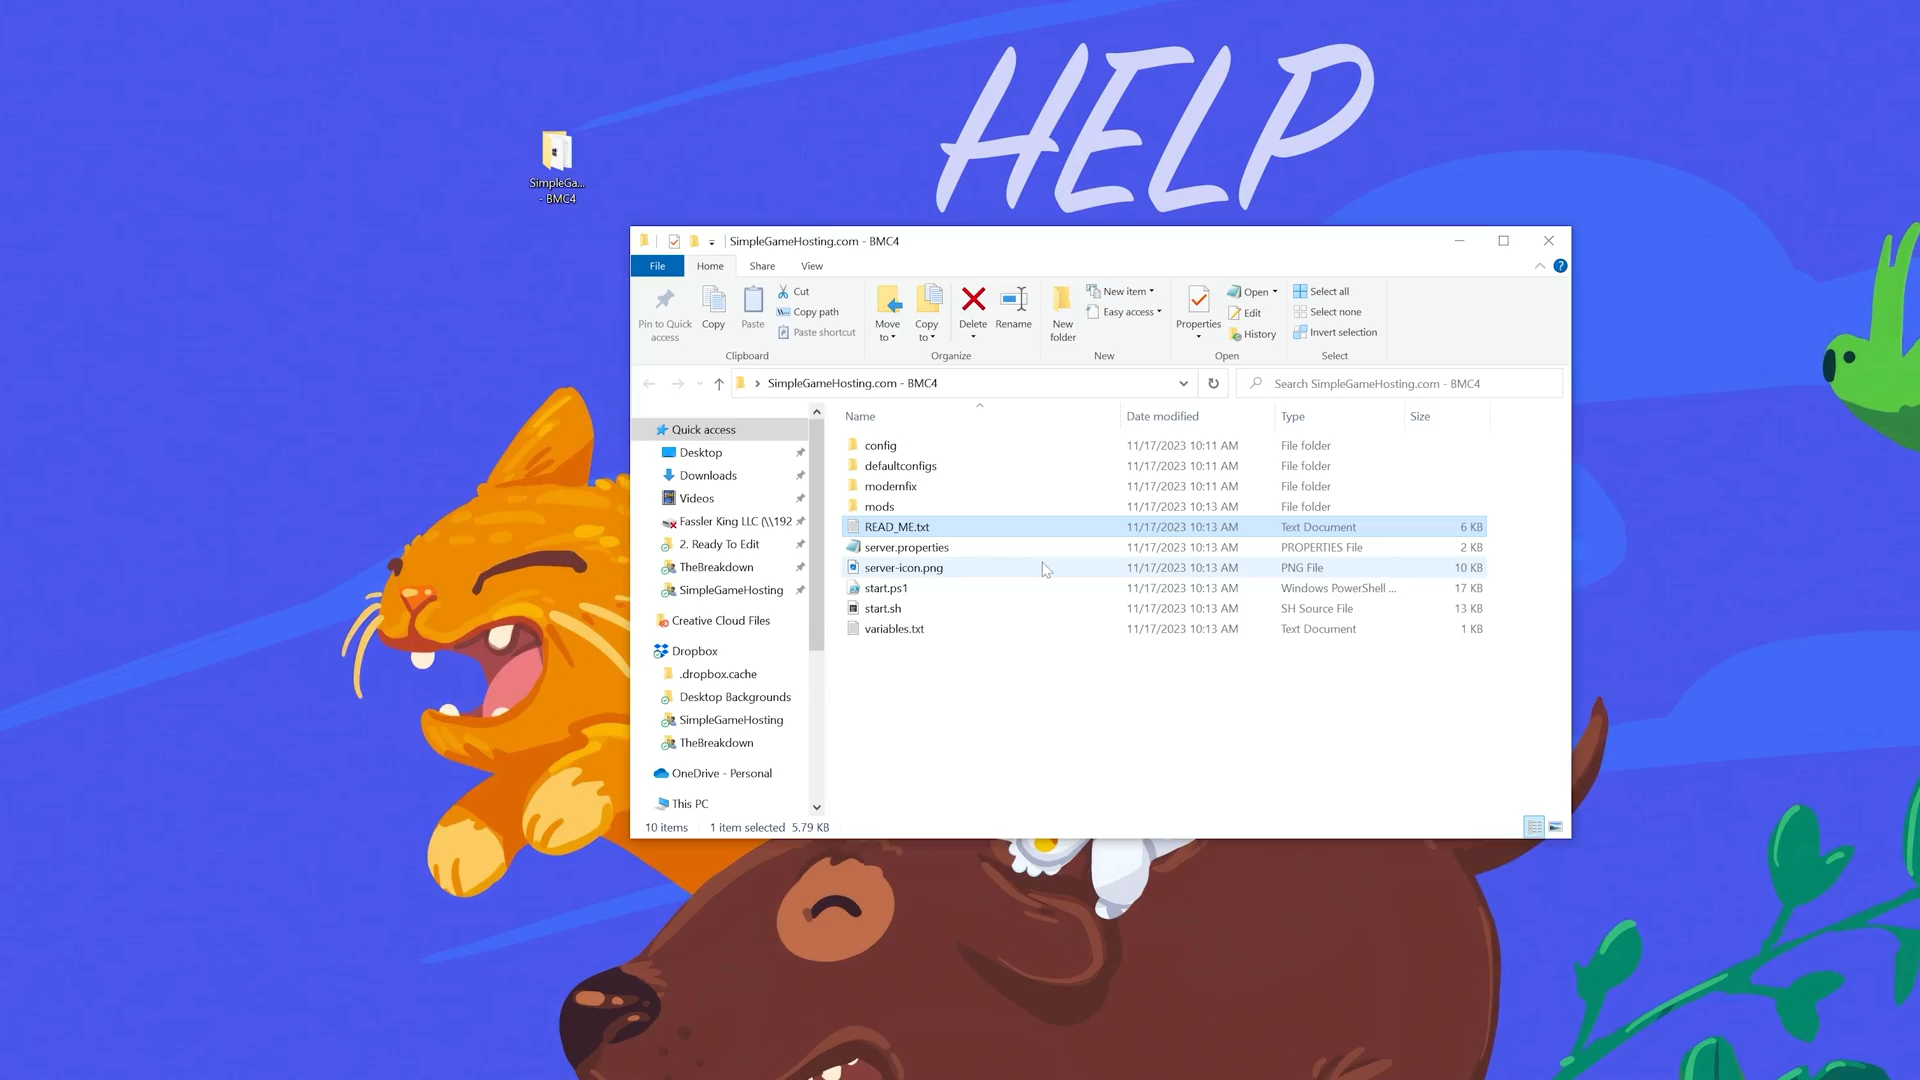 HELP
SimpleGa...
- BMC4
SimpleGameHosting.com - BMC4
File Home Share View
Pin to Quick access
Copy
Paste
Cut
Copy path
Paste shortcut
Clipboard
Move to
Copy to
Delete
Rename
Organize
New folder
New item
Easy access
New
Properties
Open
Edit
History
Open
Select all
Select none
Invert selection
Select
SimpleGameHosting.com - BMC4
Search SimpleGameHosting.com - BMC4
Quick access
Desktop
Downloads
Videos
Fassler King LLC (\\192
2. Ready To Edit
TheBreakdown
SimpleGameHosting
Creative Cloud Files
Dropbox
.dropbox.cache
Desktop Backgrounds
SimpleGameHosting
TheBreakdown
OneDrive - Personal
This PC
Name Date modified Type Size
config 11/17/2023 10:11 AM File folder
defaultconfigs 11/17/2023 10:11 AM File folder
modernfix 11/17/2023 10:11 AM File folder
mods 11/17/2023 10:13 AM File folder
READ_ME.txt 11/17/2023 10:13 AM Text Document 6 KB
server.properties 11/17/2023 10:13 AM PROPERTIES File 2 KB
server-icon.png 11/17/2023 10:13 AM PNG File 10 KB
start.ps1 11/17/2023 10:13 AM Windows PowerShell ... 17 KB
start.sh 11/17/2023 10:13 AM SH Source File 13 KB
variables.txt 11/17/2023 10:13 AM Text Document 1 KB
10 items 1 item selected 5.79 KB